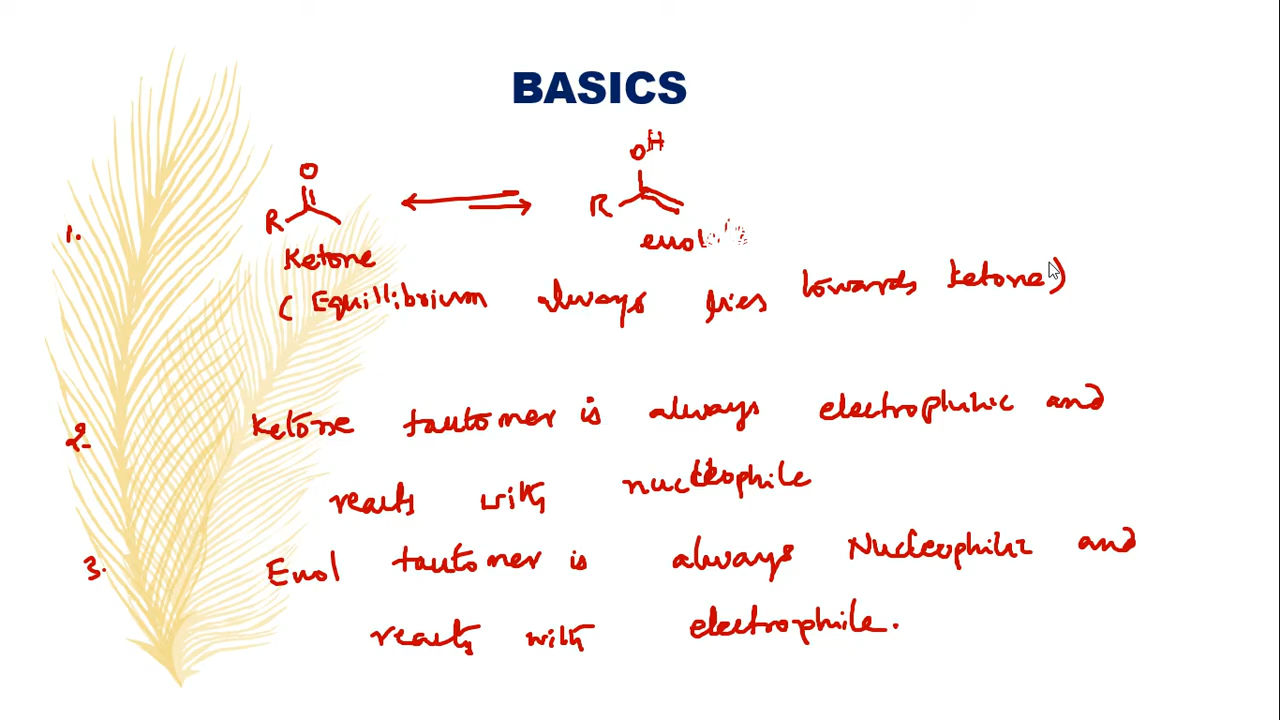 BASICS
O
OH
R
R
1.
enol
Ketone
( Equillibrium always lies towards ketone)
2. Ketone tautomer is always electrophilic and
reacts with nucleophile
3. Enol tautomer is always Nucleophilic and
reacts with electrophile.